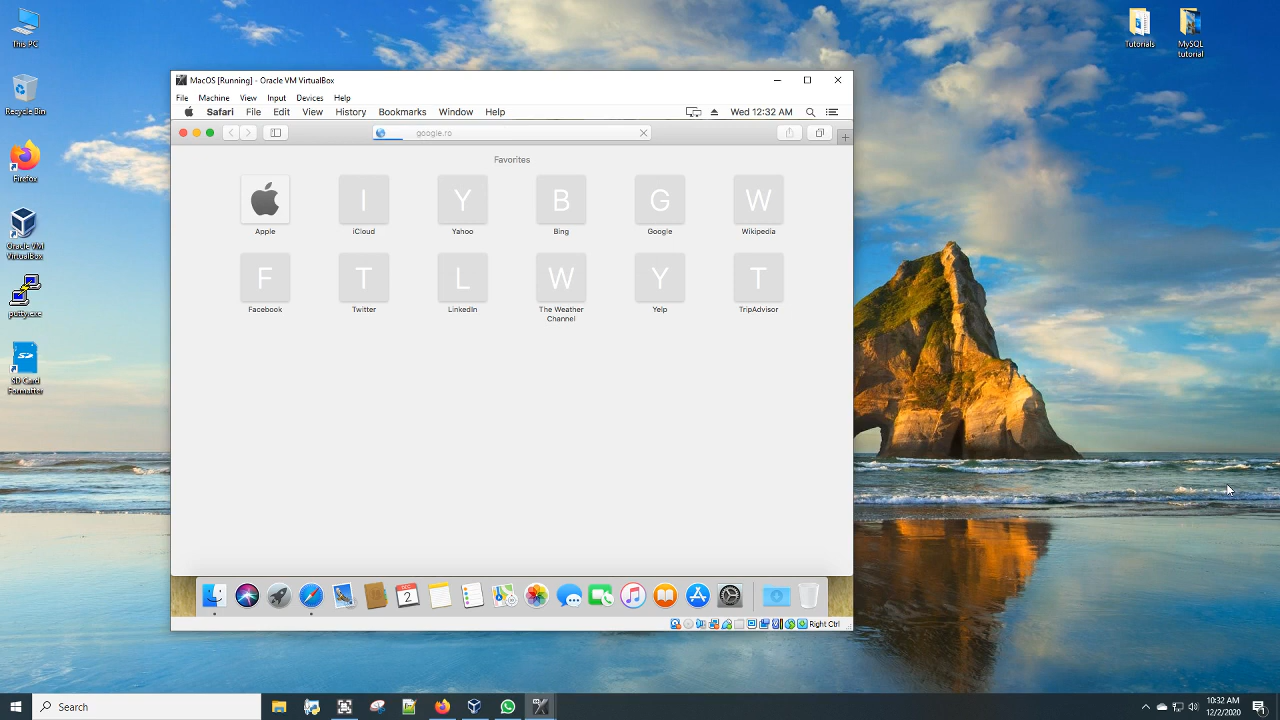 This PC
Recycle Bin
Firefox
Oracle VM
VirtualBox
putty.exe
SD Card
Formatter
Tutorials
MySQL
tutorial
MacOS [Running] - Oracle VM VirtualBox
File Machine View Input Devices Help
Safari File Edit View History Bookmarks Window Help
Wed 12:32 AM
google.ro
Favorites
I Y B G W
Apple iCloud Yahoo Bing Google Wikipedia
F T L W Y T
Facebook Twitter LinkedIn The Weather Yelp TripAdvisor
Channel
DEC
2
Right Ctrl
Search
10:32 AM
12/2/2020
1